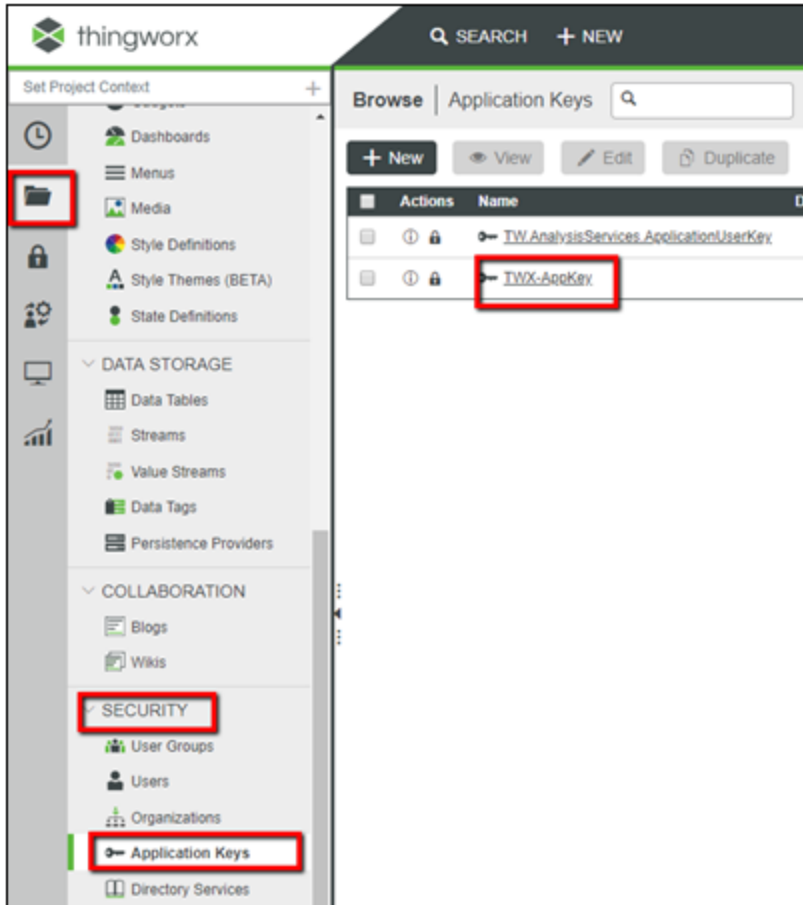 thingworx
SEARCH
NEW
Set Project Context
Browse
Application Keys
Dashboards
Menus
Media
Style Definitions
Style Themes (BETA)
State Definitions
DATA STORAGE
Data Tables
Streams
Value Streams
Data Tags
Persistence Providers
COLLABORATION
Blogs
Wikis
SECURITY
User Groups
Users
Organizations
Application Keys
Directory Services
New
View
Edit
Duplicate
Actions Name
TW.AnalysisServices.ApplicationUserKey
TWX-AppKey